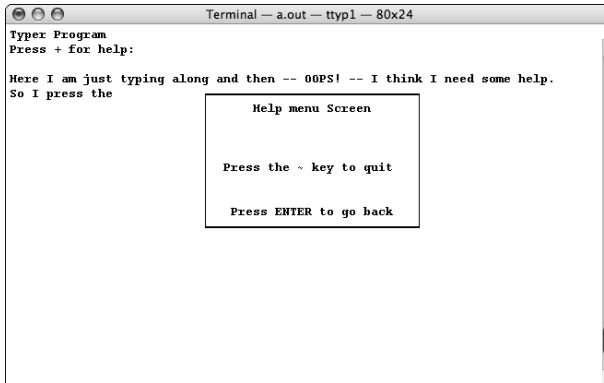 Terminal — a.out — ttyp1 — 80x24
Typer Program
Press + for help:
Here I am just typing along and then -- OOPS! -- I think I need some help.
So I press the
Help menu Screen
Press the ~ key to quit
Press ENTER to go back